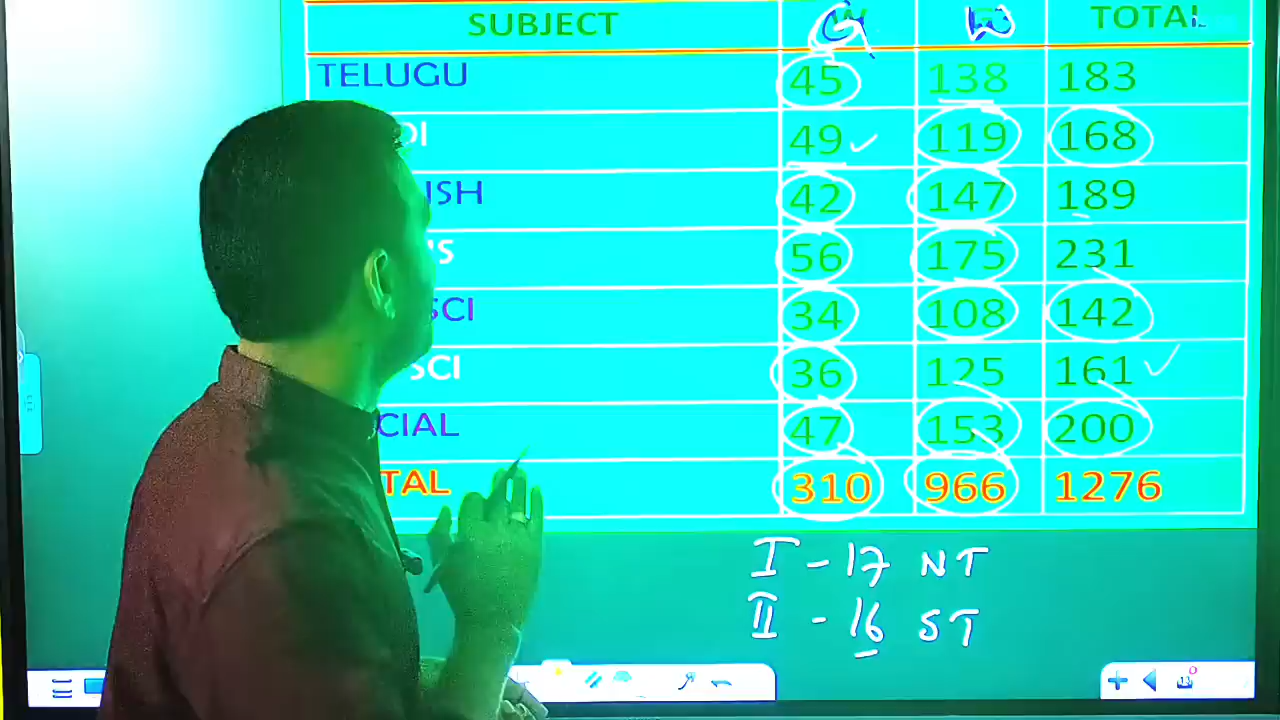 SUBJECT G W TOTAL
TELUGU 45 138 183
DI 49 119 168
ISH 42 147 189
S 56 175 231
SCI 34 108 142
SCI 36 125 161
CIAL 47 153 200
TAL 310 966 1276
I - 17 NT
II - 16 ST